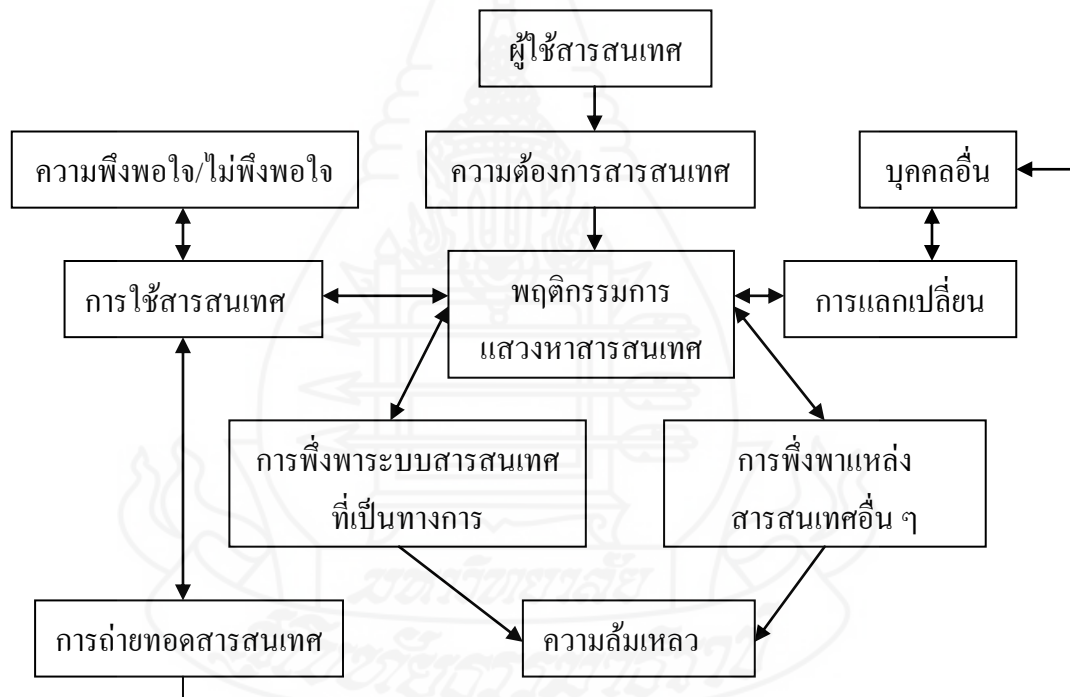 ผู้ใช้สารสนเทศ
ความพึงพอใจ/ไม่พึงพอใจ
ความต้องการสารสนเทศ
บุคคลอื่น
การใช้สารสนเทศ
พฤติกรรมการ
แสวงหาสารสนเทศ
การแลกเปลี่ยน
การพึ่งพาระบบสารสนเทศ
ที่เป็นทางการ
การพึ่งพาแหล่ง
สารสนเทศอื่น ๆ
การถ่ายทอดสารสนเทศ
ความล้มเหลว